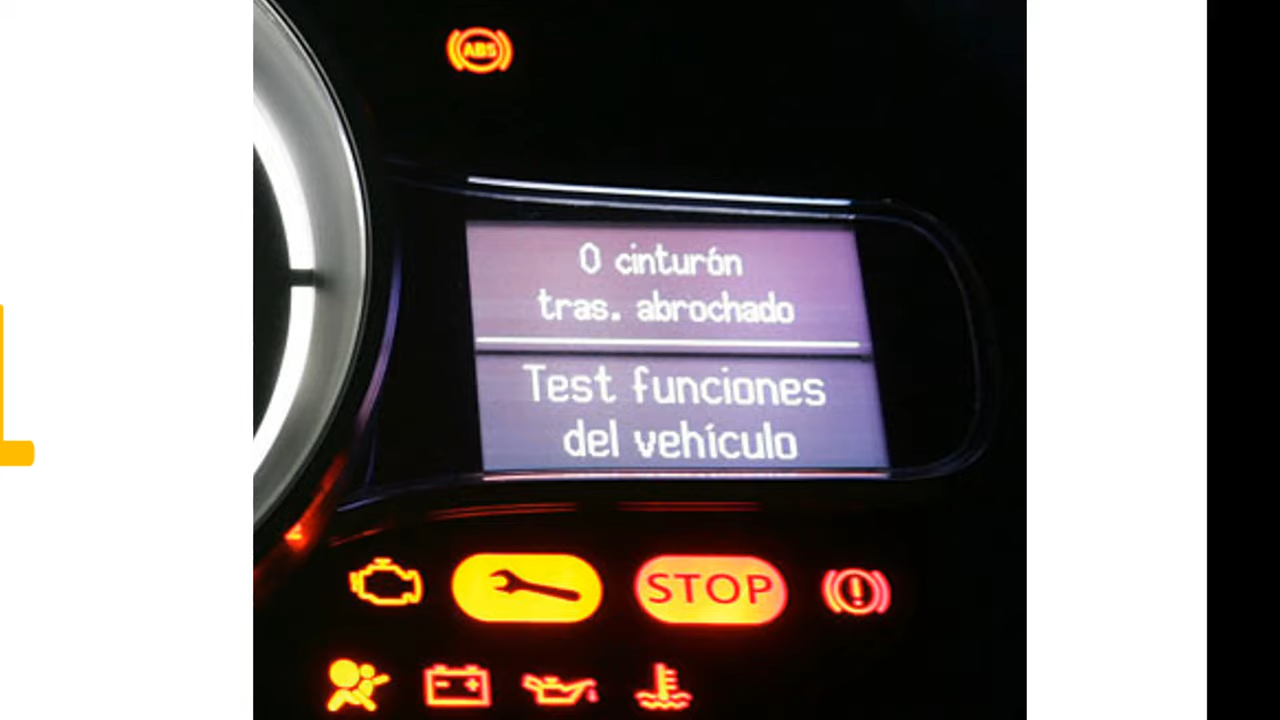 ABS
0 cinturón
tras. abrochado
Test funciones
del vehículo
STOP